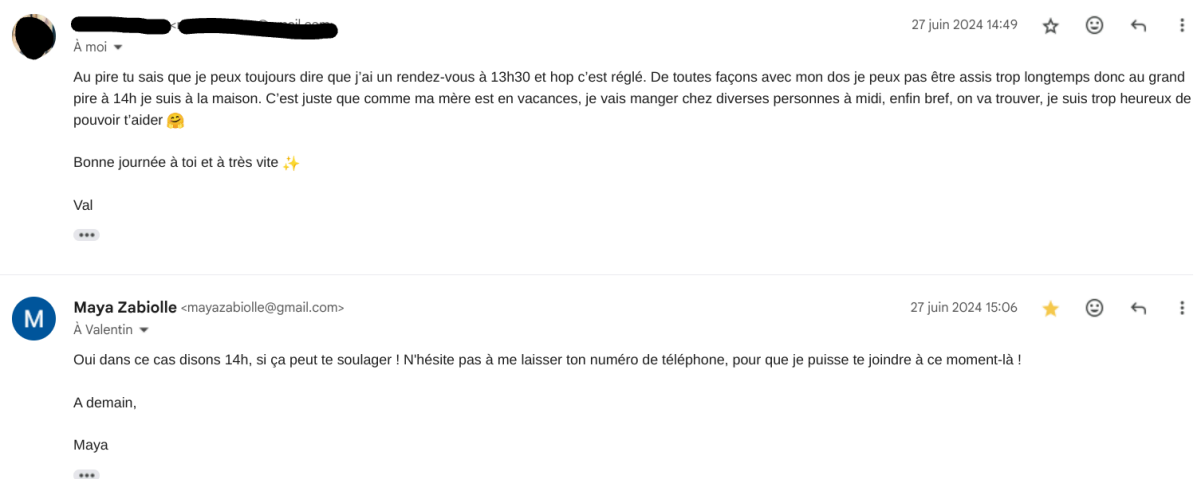 27 juin 2024 14:49
À moi
Au pire tu sais que je peux toujours dire que j’ai un rendez-vous à 13h30 et hop c’est réglé. De toutes façons avec mon dos je peux pas être assis trop longtemps donc au grand
pire à 14h je suis à la maison. C’est juste que comme ma mère est en vacances, je vais manger chez diverses personnes à midi, enfin bref, on va trouver, je suis trop heureux de
pouvoir t’aider 🤗
Bonne journée à toi et à très vite ✨
Val
M
Maya Zabiolle <mayazabiolle@gmail.com> 27 juin 2024 15:06
À Valentin
Oui dans ce cas disons 14h, si ça peut te soulager ! N'hésite pas à me laisser ton numéro de téléphone, pour que je puisse te joindre à ce moment-là !
A demain,
Maya